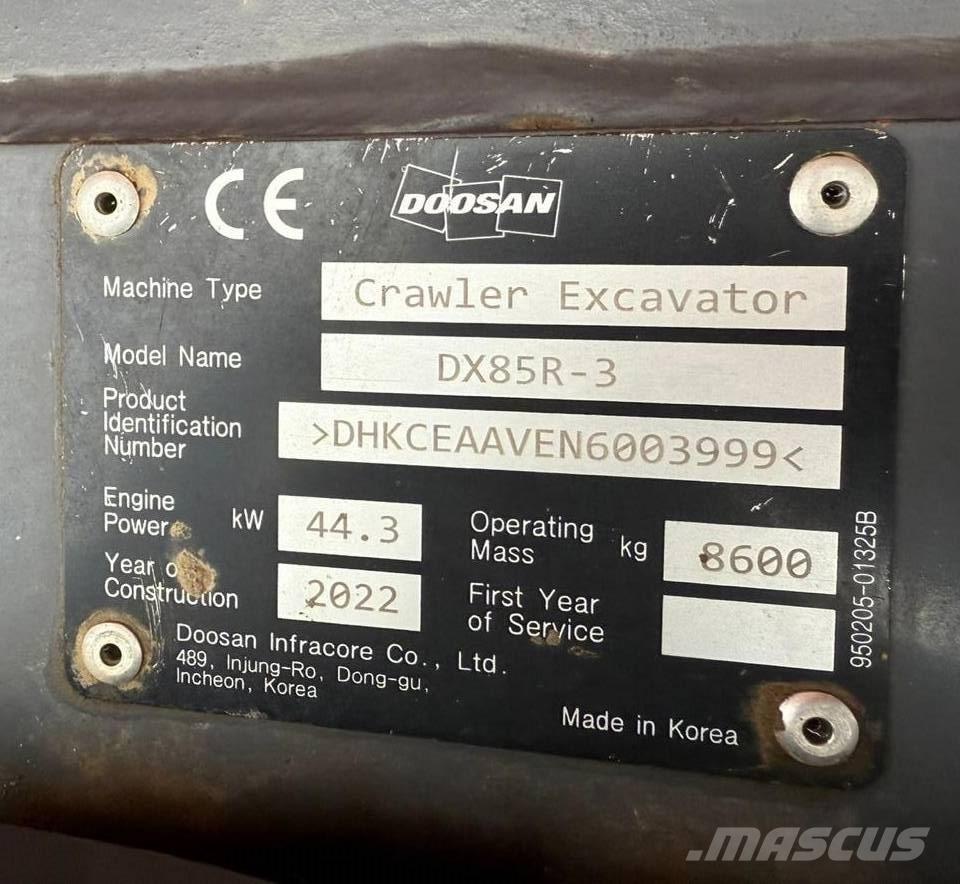 CE DOOSAN
Machine Type Crawler Excavator
Model Name DX85R-3
Product
Identification
Number >DHKCEAAVEN6003999<
Engine
Power kW 44.3
Operating
Mass kg 8600
Year of
Construction 2022
First Year
of Service
Doosan Infracore Co., Ltd.
489, Injung-Ro, Dong-gu,
Incheon, Korea
Made in Korea
950205-01325B
MASCUS